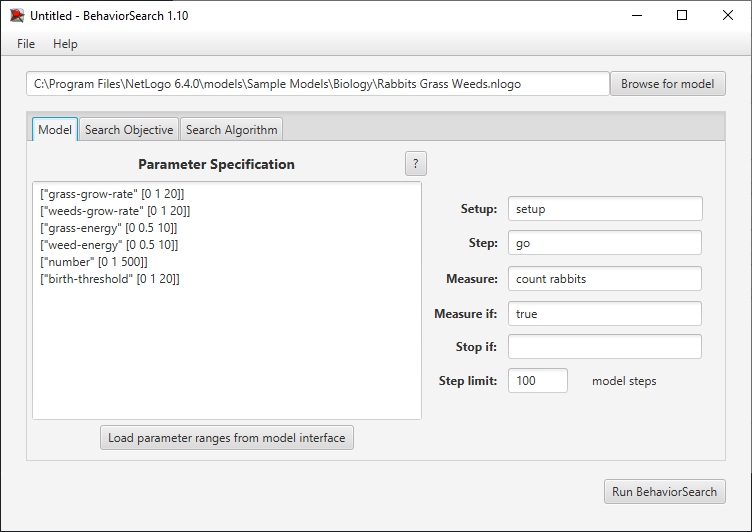 Untitled - BehaviorSearch 1.10
File Help
C:\Program Files\NetLogo 6.4.0\models\Sample Models\Biology\Rabbits Grass Weeds.nlogo
Browse for model
Model Search Objective Search Algorithm
Parameter Specification ?
["grass-grow-rate" [0 1 20]]
["weeds-grow-rate" [0 1 20]]
["grass-energy" [0 0.5 10]]
["weed-energy" [0 0.5 10]]
["number" [0 1 500]]
["birth-threshold" [0 1 20]]
Load parameter ranges from model interface
Setup: setup
Step: go
Measure: count rabbits
Measure if: true
Stop if:
Step limit: 100 model steps
Run BehaviorSearch